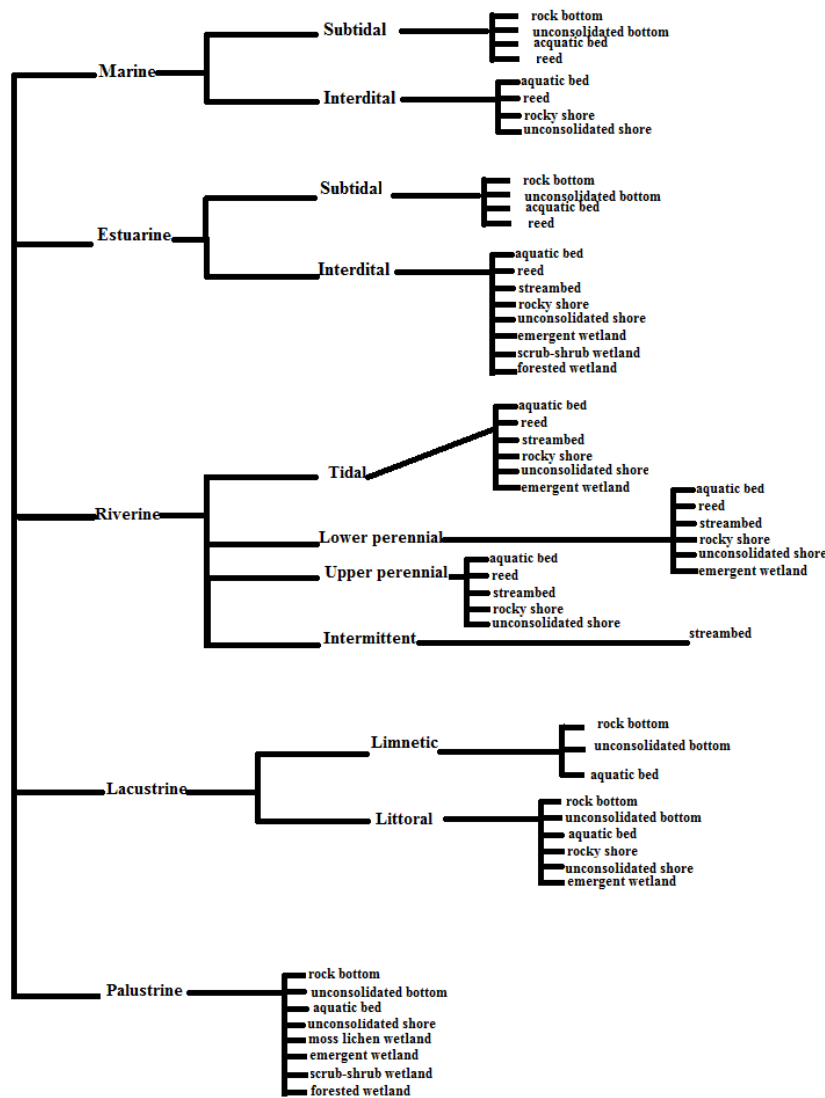 Marine
Subtidal
rock bottom
unconsolidated bottom
acquatic bed
reed
Interdital
aquatic bed
reed
rocky shore
unconsolidated shore
Estuarine
Subtidal
rock bottom
unconsolidated bottom
acquatic bed
reed
Interdital
aquatic bed
reed
streambed
rocky shore
unconsolidated shore
emergent wetland
scrub-shrub wetland
forested wetland
Riverine
Tidal
aquatic bed
reed
streambed
rocky shore
unconsolidated shore
emergent wetland
Lower perennial
aquatic bed
reed
streambed
rocky shore
unconsolidated shore
emergent wetland
Upper perennial
aquatic bed
reed
streambed
rocky shore
unconsolidated shore
Intermittent
streambed
Lacustrine
Limnetic
rock bottom
unconsolidated bottom
aquatic bed
Littoral
rock bottom
unconsolidated bottom
aquatic bed
rocky shore
unconsolidated shore
emergent wetland
Palustrine
rock bottom
unconsolidated bottom
aquatic bed
unconsolidated shore
moss lichen wetland
emergent wetland
scrub-shrub wetland
forested wetland